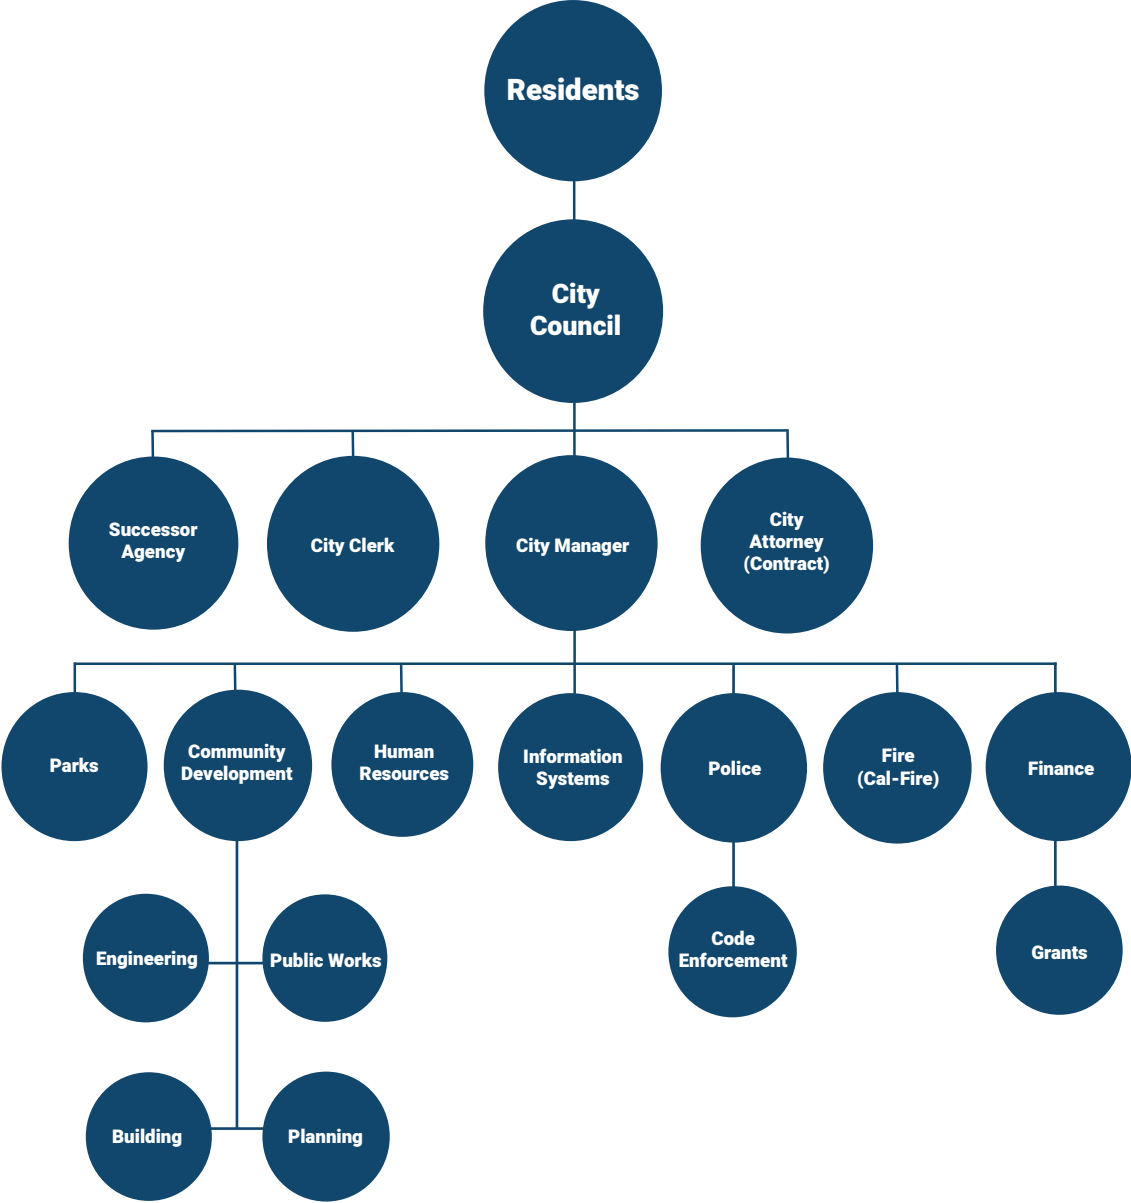 Residents
City
Council
Successor
Agency
City Clerk
City Manager
City
Attorney
(Contract)
Parks
Community
Development
Human
Resources
Information
Systems
Police
Fire
(Cal-Fire)
Finance
Engineering
Public Works
Code
Enforcement
Grants
Building
Planning